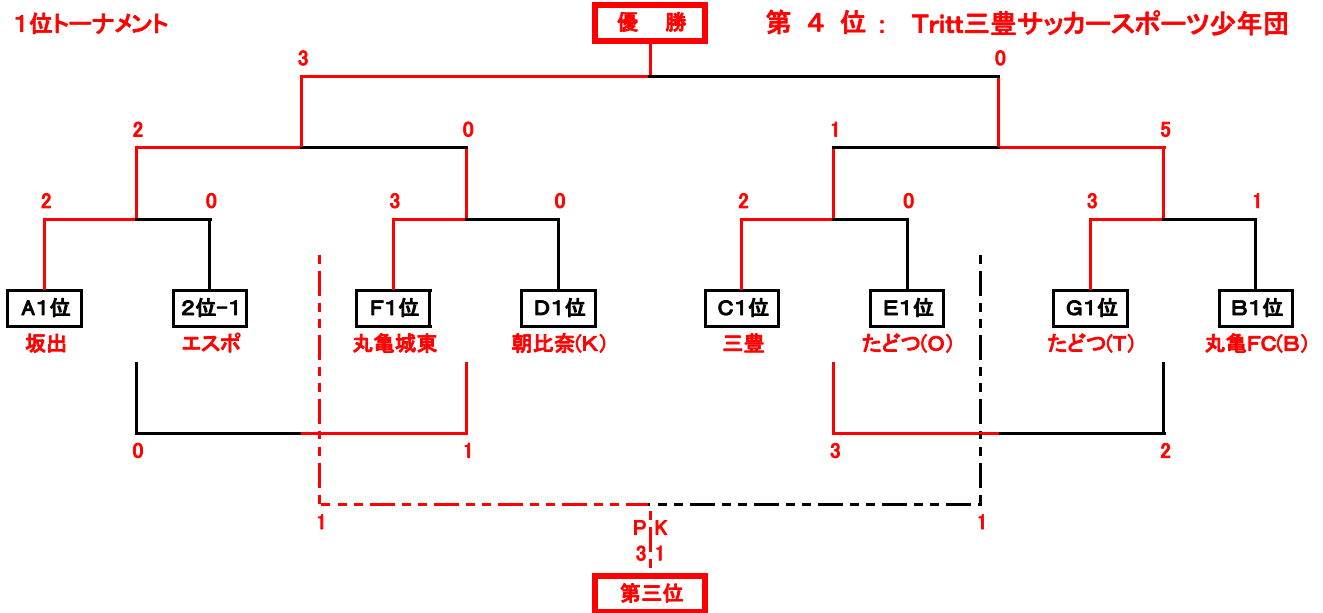 1位トーナメント
優　勝
第 4 位 : Tritt三豊サッカースポーツ少年団
3 0
2 0 1 5
2 0 3 0 2 0 3 1
A1位 2位-1 F1位 D1位 C1位 E1位 G1位 B1位
坂出 エスポ 丸亀城東 朝比奈(K) 三豊 たどつ(O) たどつ(T) 丸亀FC(B)
0 1 3 2
1 PK 1
3 1
第三位